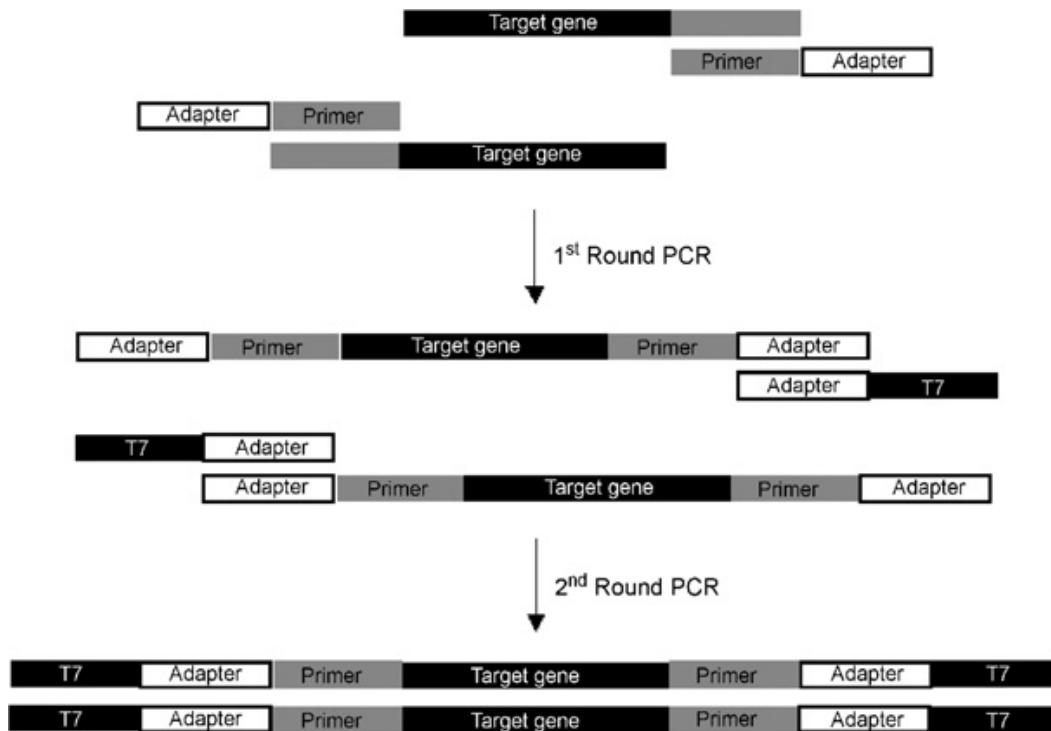 Target gene
Primer Adapter
Adapter Primer
Target gene
1st Round PCR
Adapter Primer Target gene Primer Adapter
Adapter T7
T7 Adapter
Adapter Primer Target gene Primer Adapter
2nd Round PCR
T7 Adapter Primer Target gene Primer Adapter T7
T7 Adapter Primer Target gene Primer Adapter T7